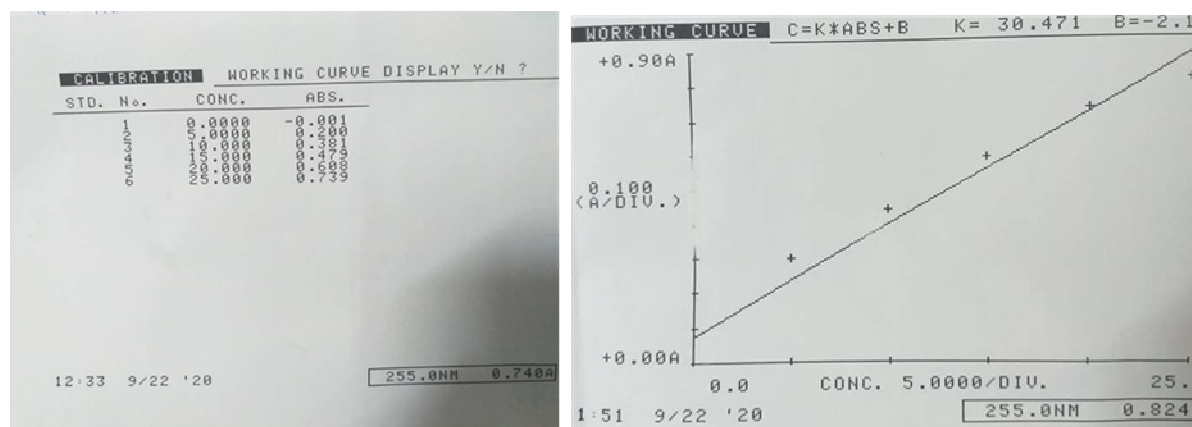 CALIBRATION WORKING CURVE DISPLAY Y/N ?
STD. No. CONC. ABS.
1 0.0000 -0.001
2 5.0000 0.200
3 10.000 0.381
4 15.000 0.479
5 20.000 0.608
6 25.000 0.739
12:33 9/22 '20
255.0NM 0.740A
WORKING CURVE C=K*ABS+B K= 30.471 B=-2.1
+0.90A
0.100
(A/DIV.)
+0.00A
0.0 CONC. 5.0000/DIV. 25.
1:51 9/22 '20
255.0NM 0.824